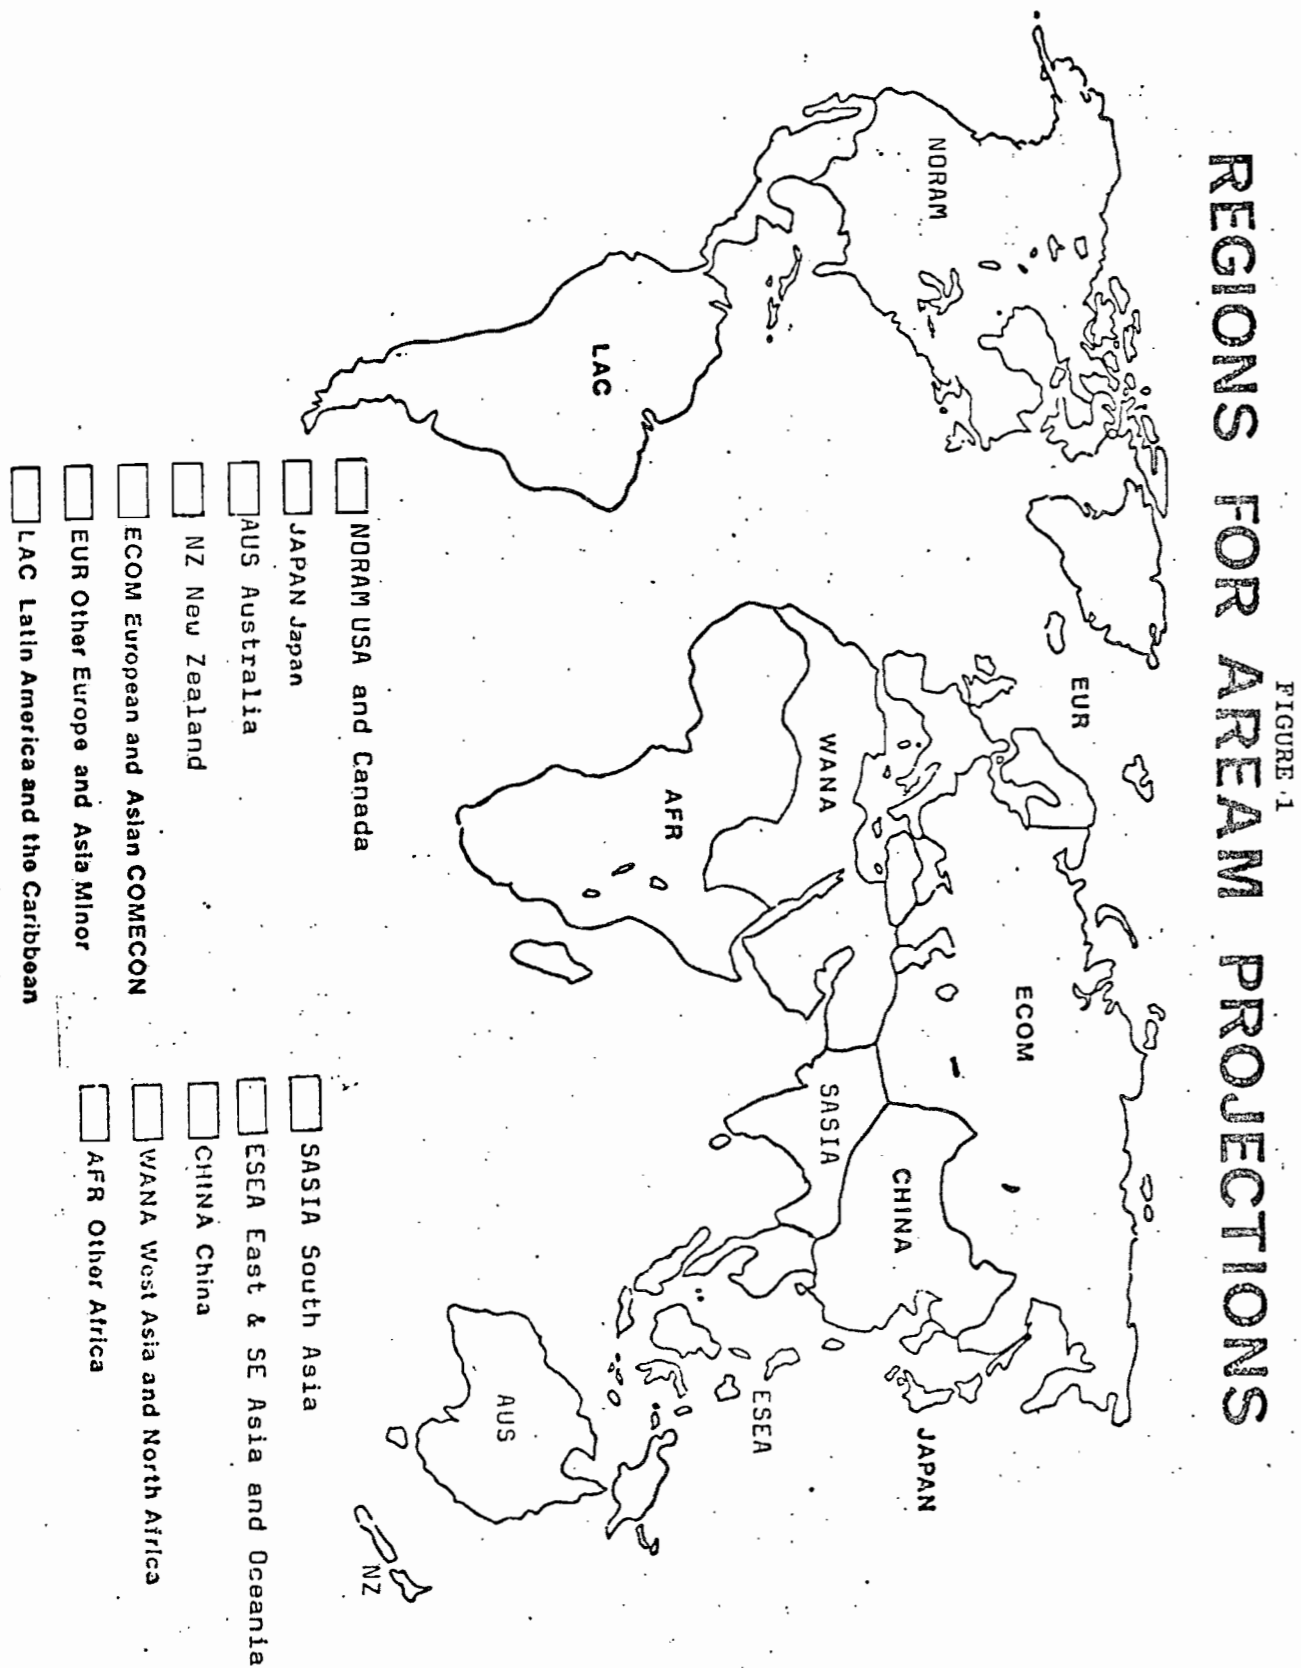 FIGURE 1
REGIONS FOR AREAM PROJECTIONS
NORAM
LAC
EUR
WANA
AFR
ECOM
SASIA
CHINA
JAPAN
ESEA
AUS
NZ
NORAM USA and Canada
JAPAN Japan
AUS Australia
NZ New Zealand
ECOM European and Asian COMECON
EUR Other Europe and Asia Minor
LAC Latin America and the Caribbean
SASIA South Asia
ESEA East & SE Asia and Oceania
CHINA China
WANA West Asia and North Africa
AFR Other Africa